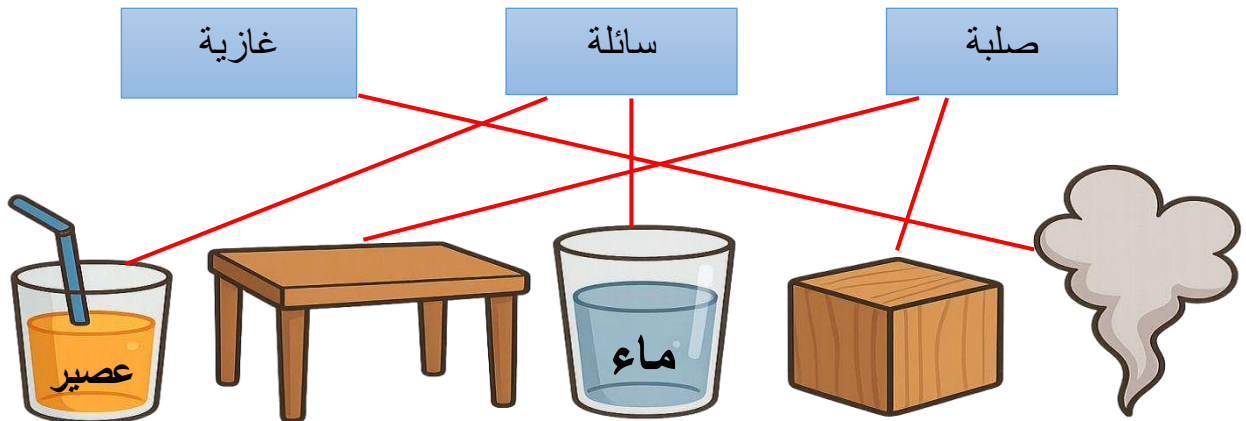 صلبة
سائلة
غازية
ماء
عصير